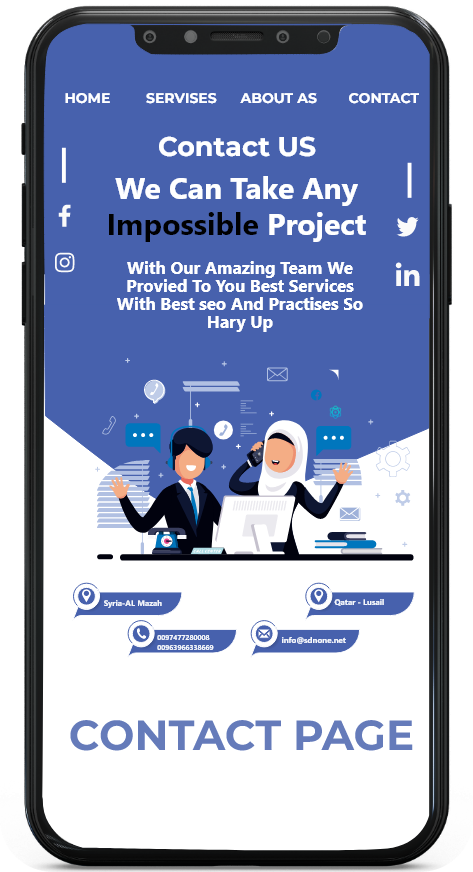 HOME SERVISES ABOUT AS CONTACT
Contact US
We Can Take Any
Impossible Project
With Our Amazing Team We
Provied To You Best Services
With Best seo And Practises So
Hary Up
Syria-AL Mazah
Qatar - Lusail
0097477280008
00963966338669
info@sdnone.net
CONTACT PAGE